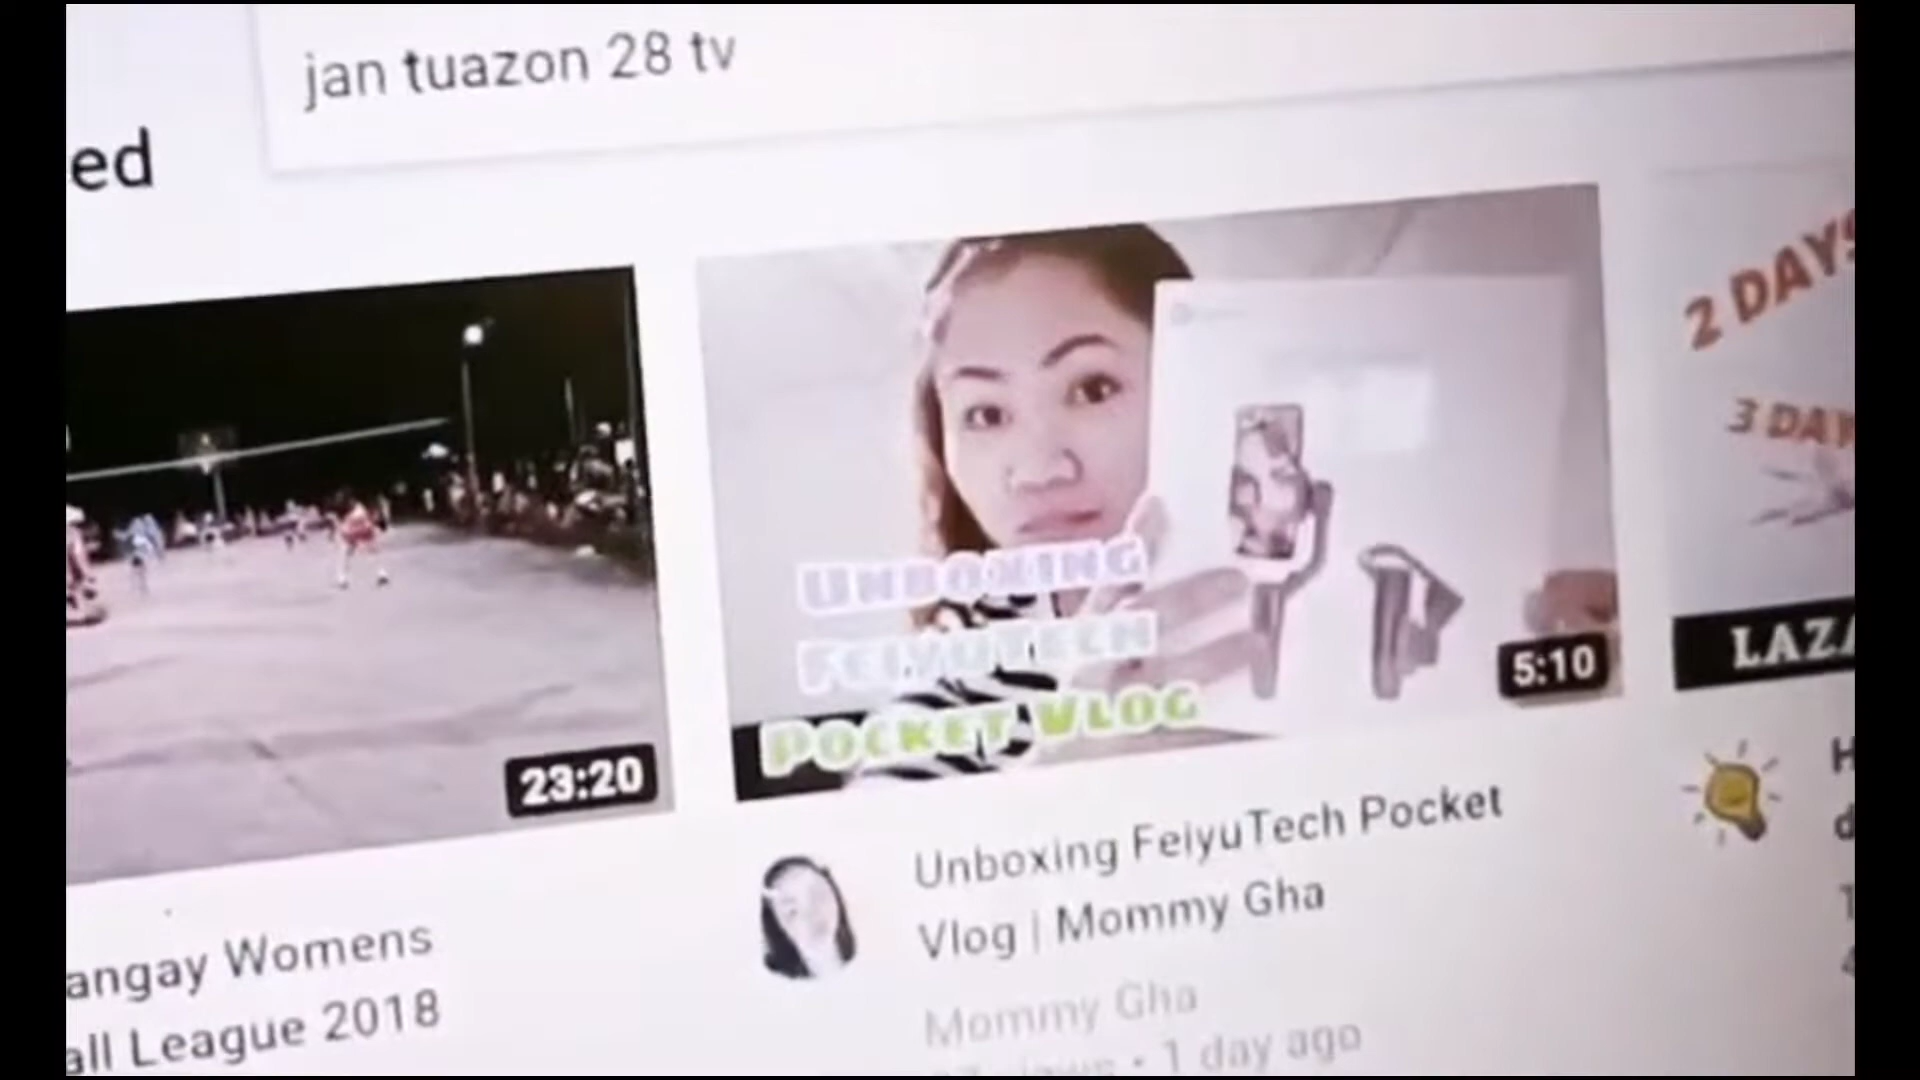 jan tuazon 28 tv
ed
23:20
UNBOXING
FEIYUTECH
POCKET VLOG
5:10
2 DAYS
3 DAY
LAZA
angay Womens
all League 2018
Unboxing FeiyuTech Pocket
Vlog | Mommy Gha
Mommy Gha
1 day ago
H
d